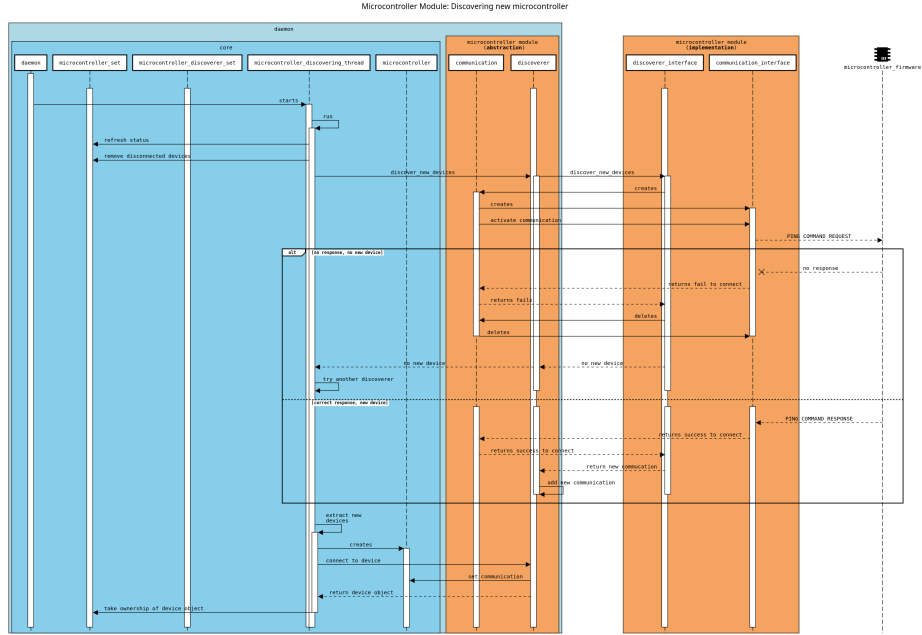 Microcontroller Module: Discovering new microcontroller
daemon
core
microcontroller module
(abstraction)
microcontroller module
(implementation)
daemon
microcontroller_set
microcontroller_discoverer_set
microcontroller_discovering_thread
microcontroller
communication
discoverer
discoverer_interface
communication_interface
microcontroller_firmware
starts
run
refresh status
remove disconnected devices
discover_new_devices
discover_new_devices
creates
creates
activate communication
PING COMMAND REQUEST
alt
[no response, no new device]
no response
returns fail to connect
returns fails
deletes
deletes
no new device
no new device
try another discoverer
[correct response, new device]
PING COMMAND RESPONSE
returns success to connect
returns success to connect
return new commucation
add new communication
extract new
devices
creates
connect to device
set communication
return device object
take ownership of device object